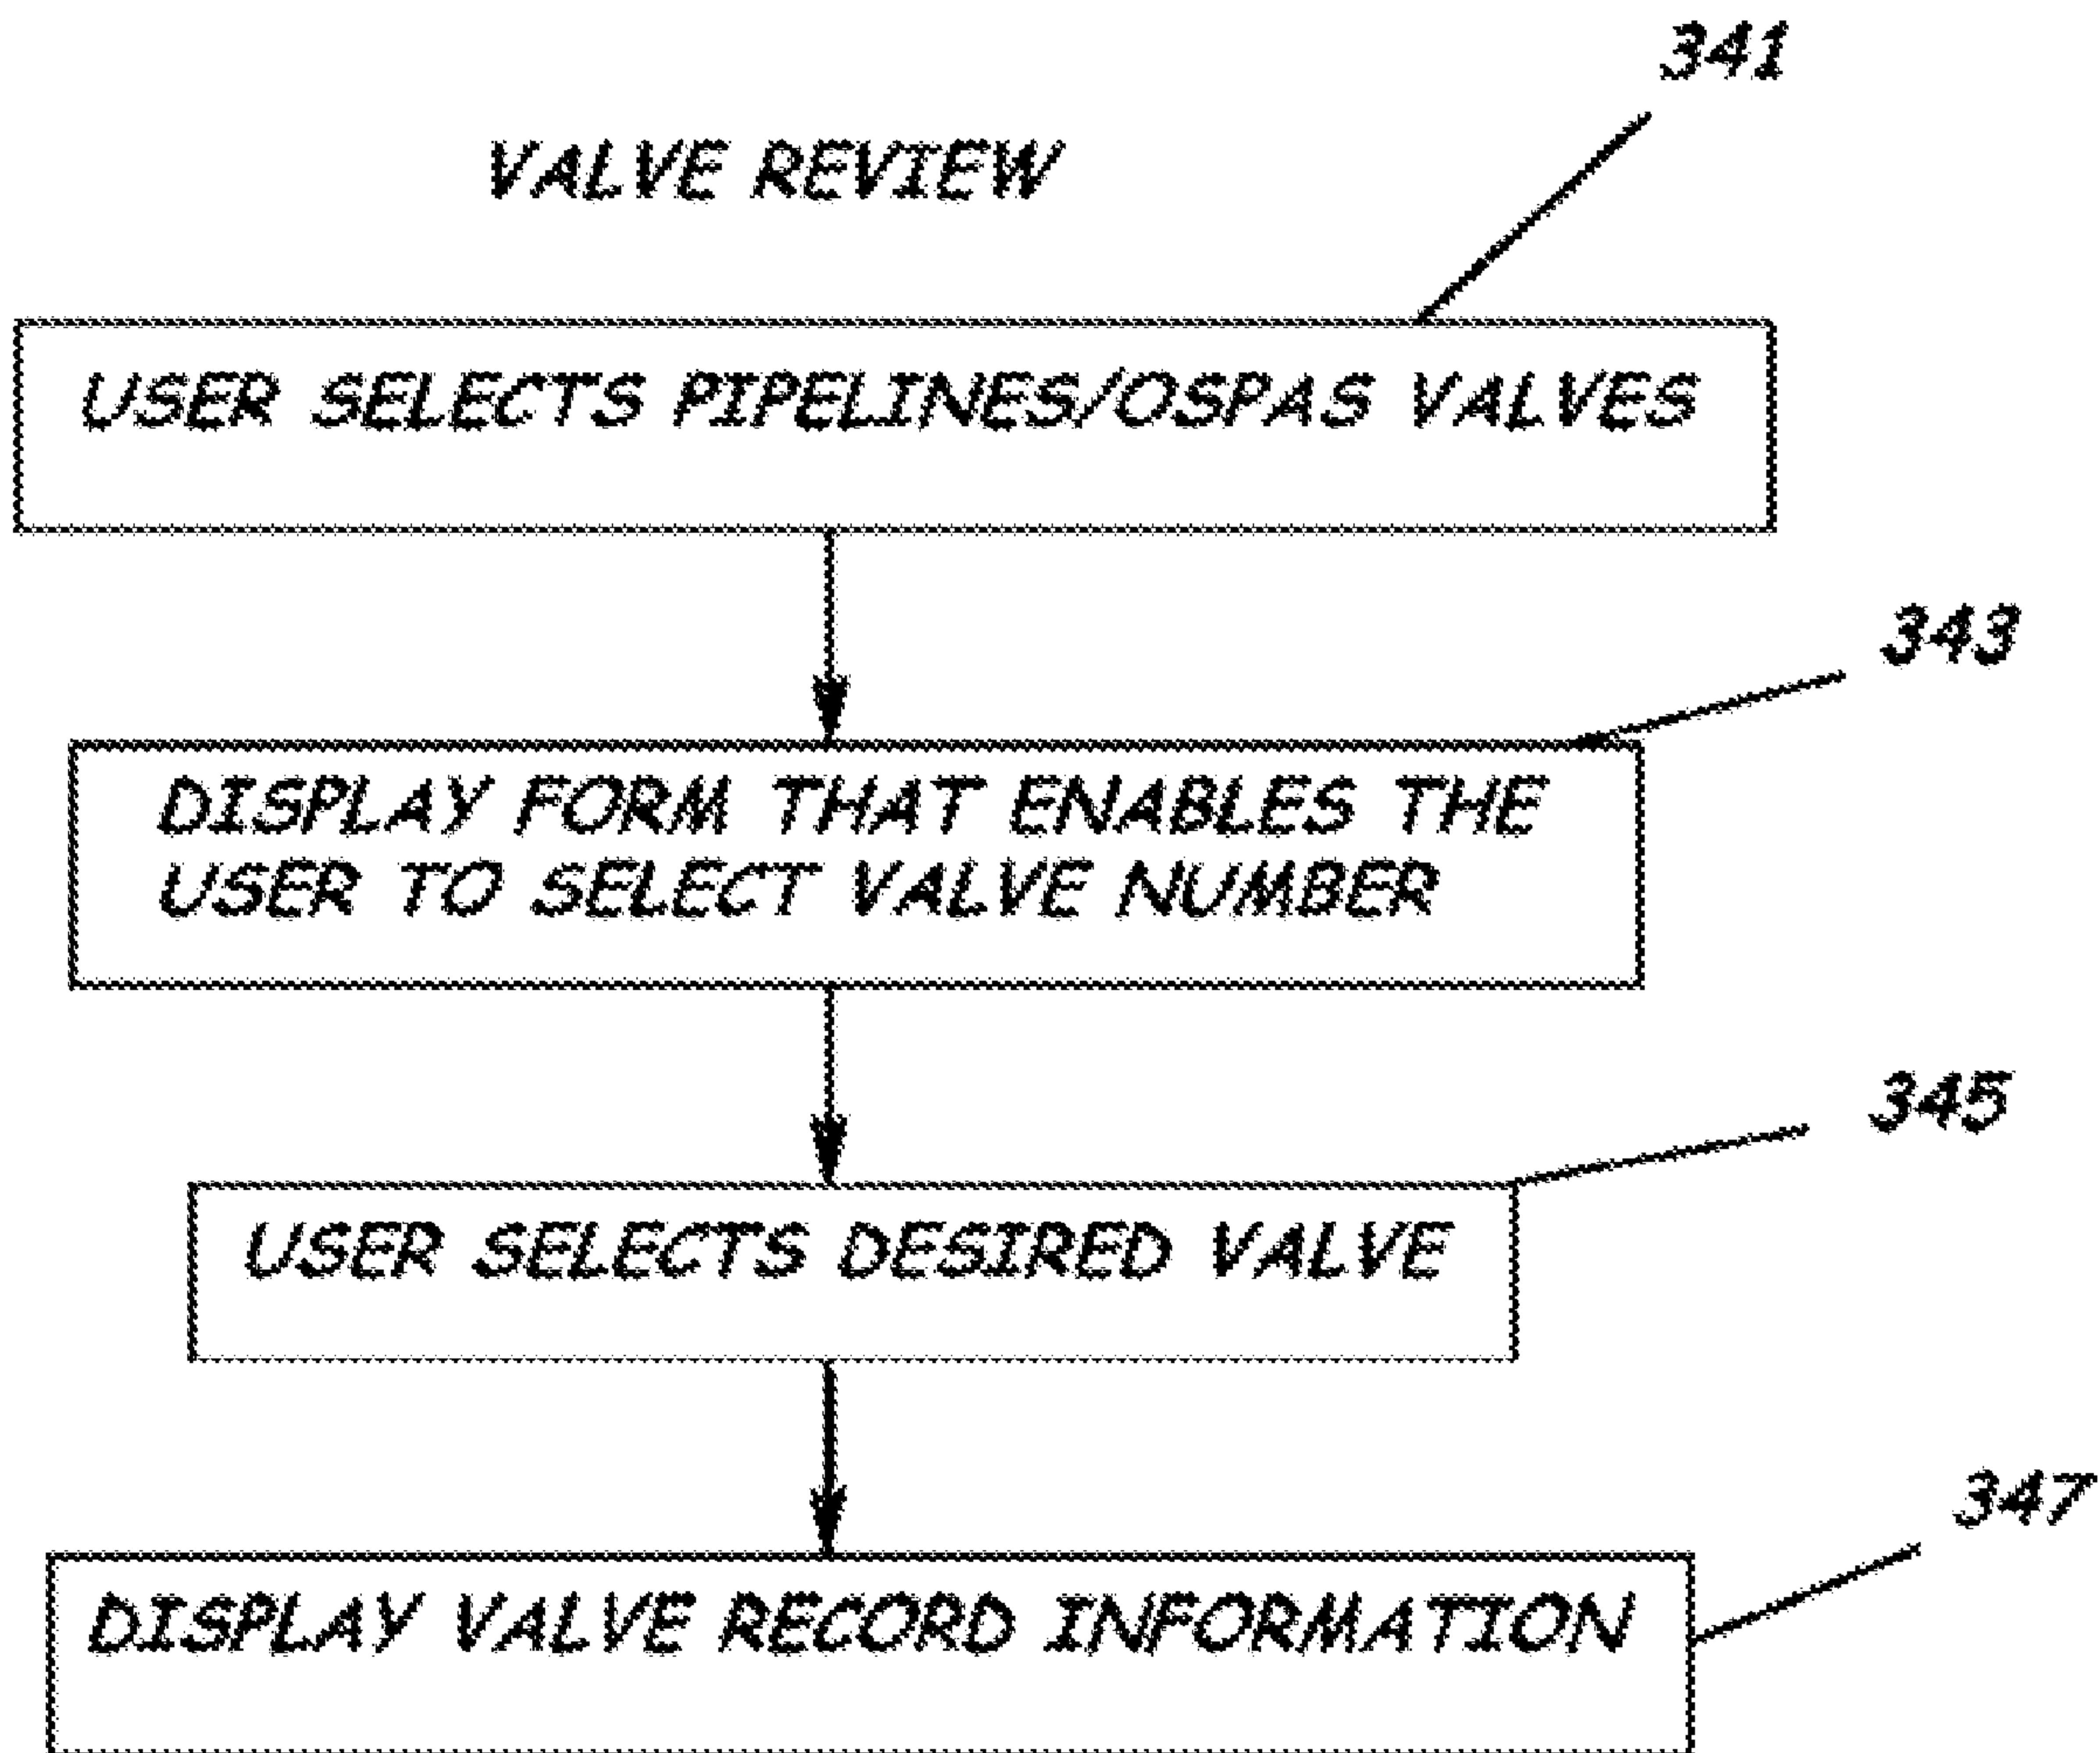 341
VALVE REVIEW
USER SELECTS PIPELINES/OSPAS VALVES
343
DISPLAY FORM THAT ENABLES THE
USER TO SELECT VALVE NUMBER
345
USER SELECTS DESIRED VALVE
347
DISPLAY VALVE RECORD INFORMATION